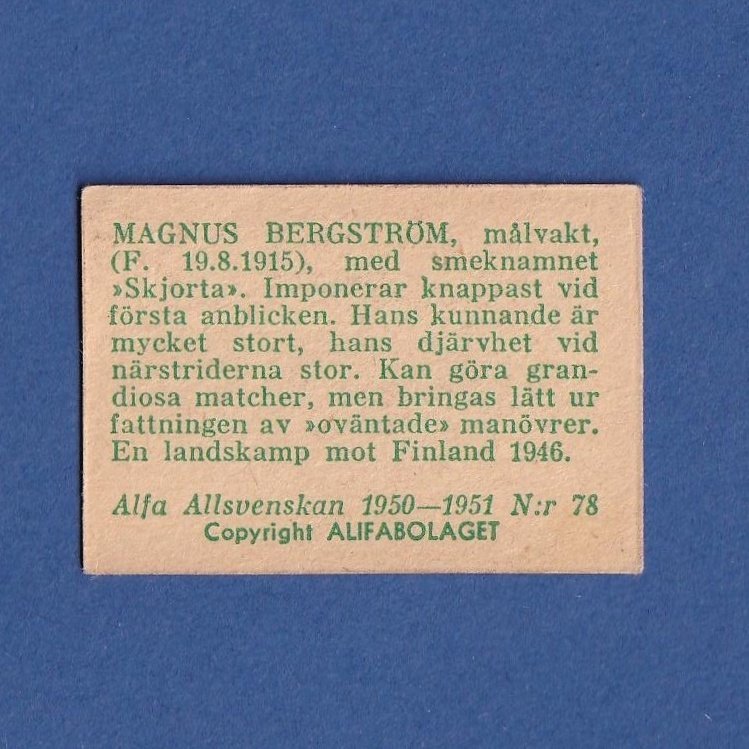 MAGNUS BERGSTRÖM, målvakt,
(F. 19.8.1915), med smeknamnet
»Skjorta». Imponerar knappast vid
första anblicken. Hans kunnande är
mycket stort, hans djärvhet vid
närstriderna stor. Kan göra gran-
diosa matcher, men bringas lätt ur
fattningen av »oväntade» manövrer.
En landskamp mot Finland 1946.
Alfa Allsvenskan 1950—1951 N:r 78
Copyright ALIFABOLAGET